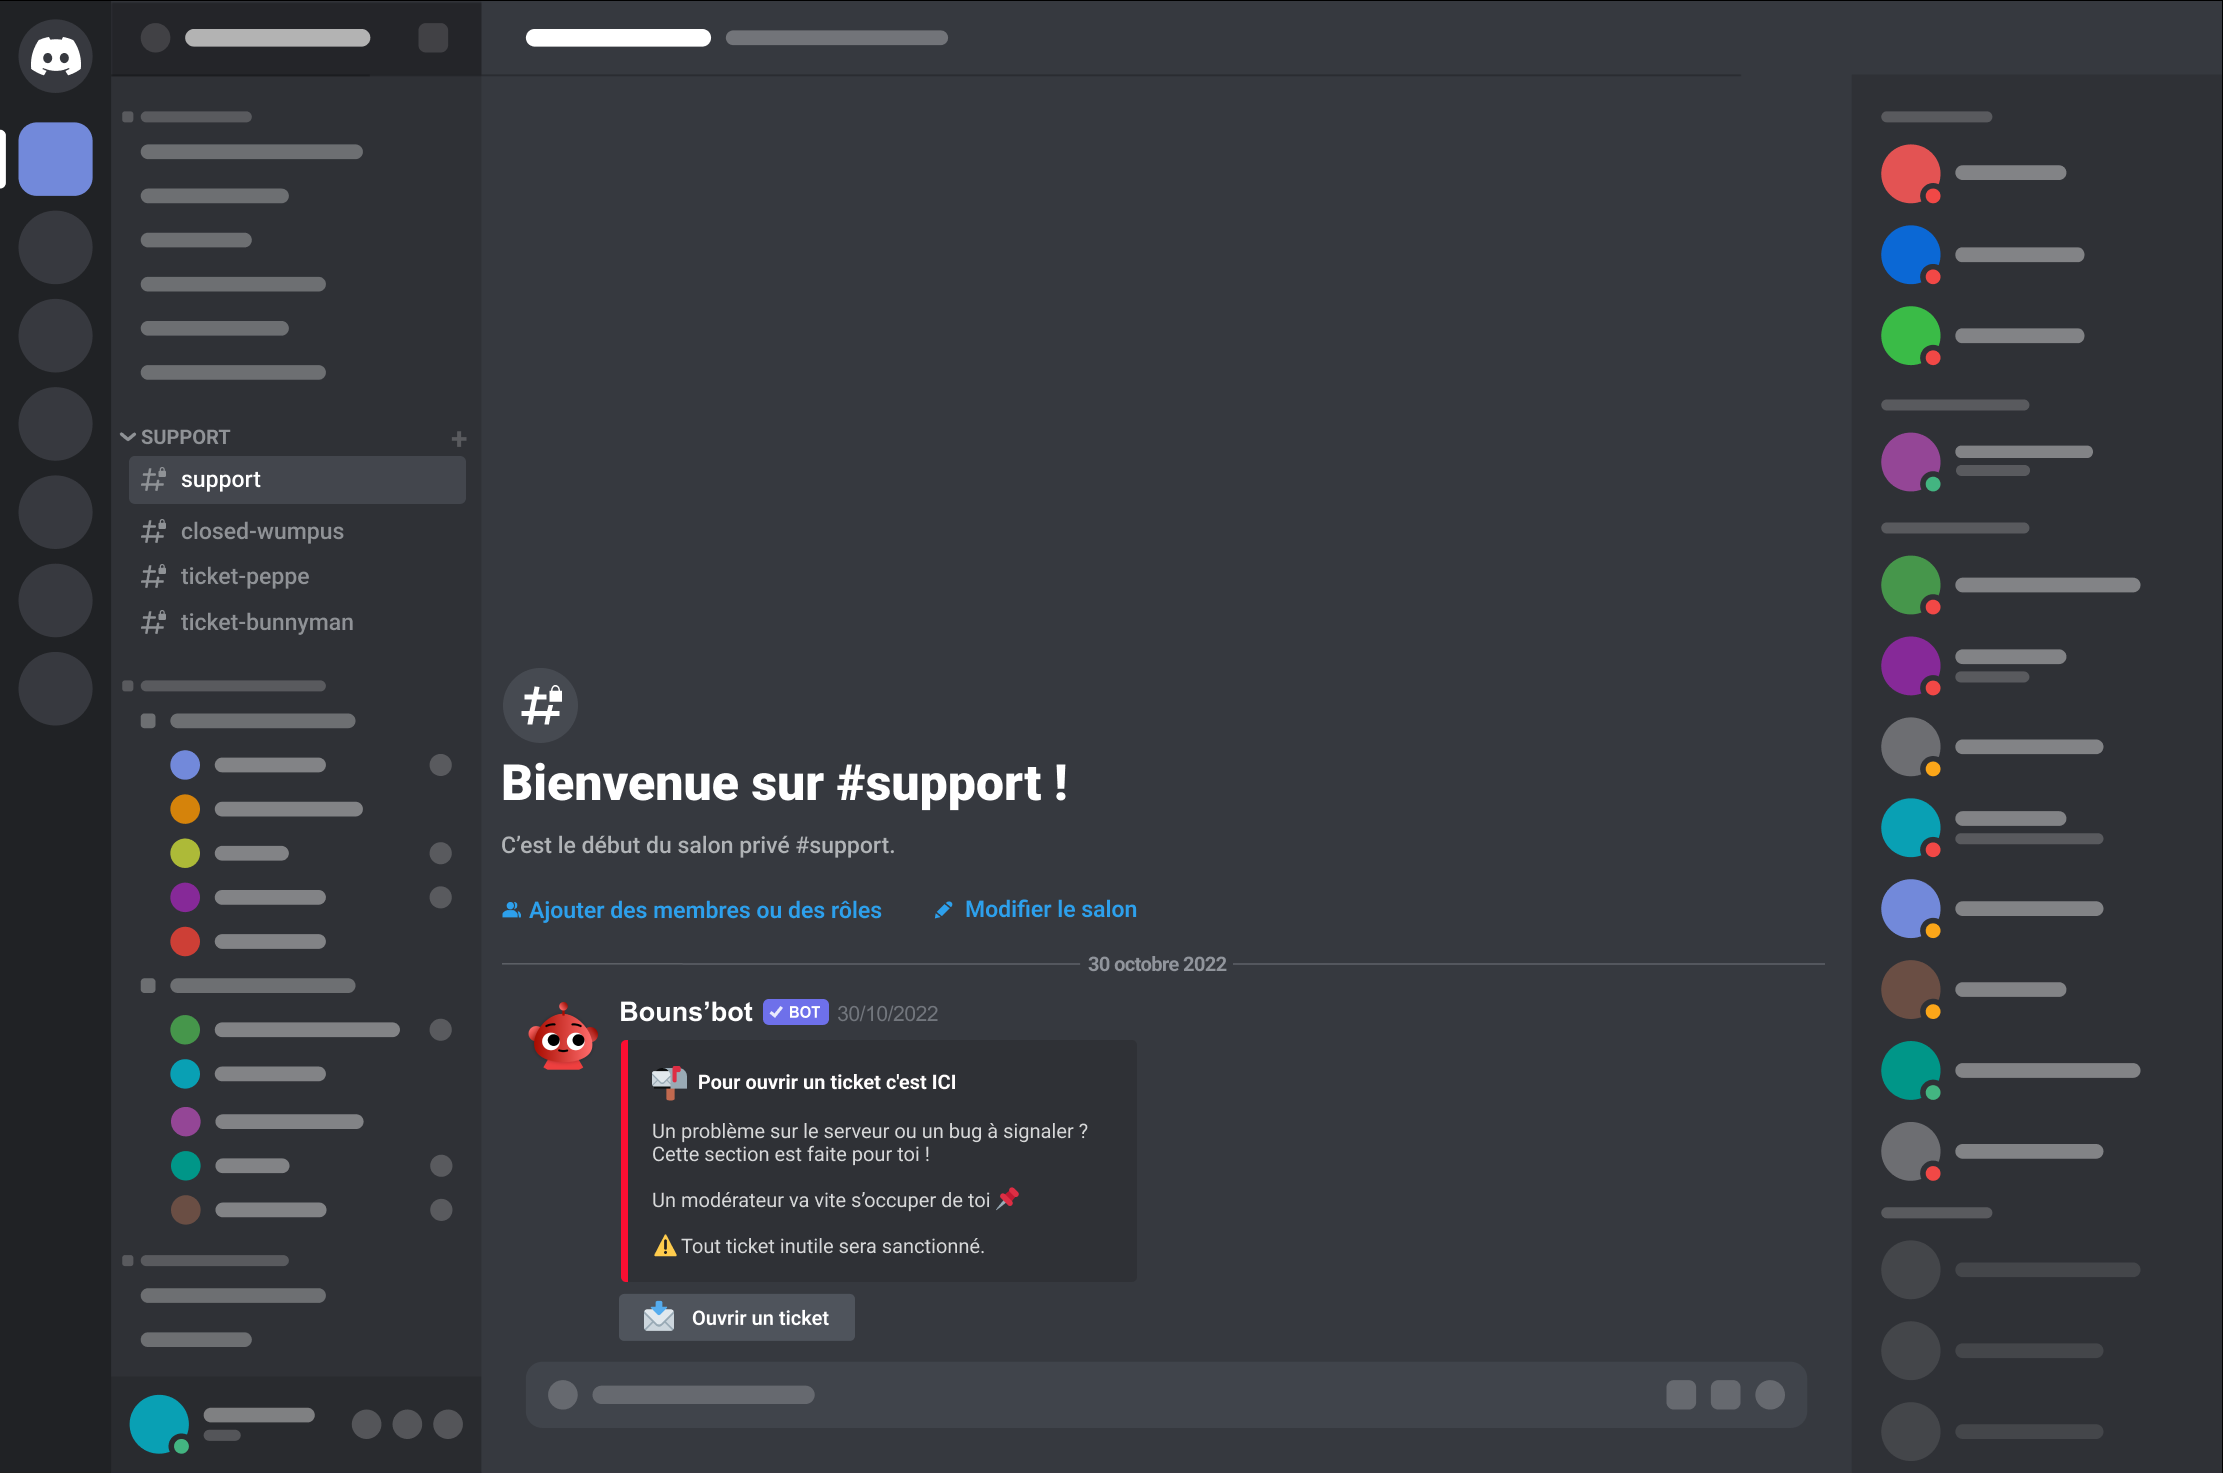 SUPPORT
support
closed-wumpus
ticket-peppe
ticket-bunnyman
Bienvenue sur #support !
C’est le début du salon privé #support.
Ajouter des membres ou des rôles
Modifier le salon
30 octobre 2022
Bouns’bot BOT 30/10/2022
Pour ouvrir un ticket c'est ICI
Un problème sur le serveur ou un bug à signaler ?
Cette section est faite pour toi !
Un modérateur va vite s’occuper de toi
Tout ticket inutile sera sanctionné.
Ouvrir un ticket